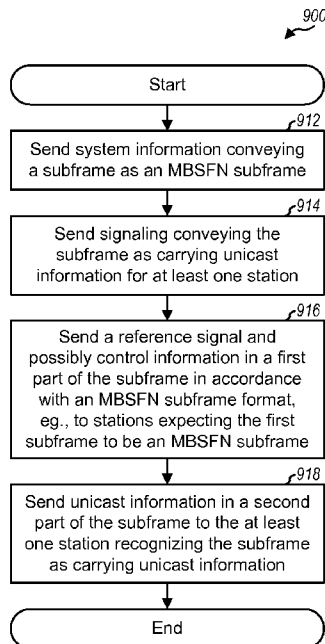 900
Start
912
Send system information conveying
a subframe as an MBSFN subframe
914
Send signaling conveying the
subframe as carrying unicast
information for at least one station
916
Send a reference signal and
possibly control information in a first
part of the subframe in accordance
with an MBSFN subframe format,
eg., to stations expecting the first
subframe to be an MBSFN subframe
918
Send unicast information in a second
part of the subframe to the at least
one station recognizing the subframe
as carrying unicast information
End